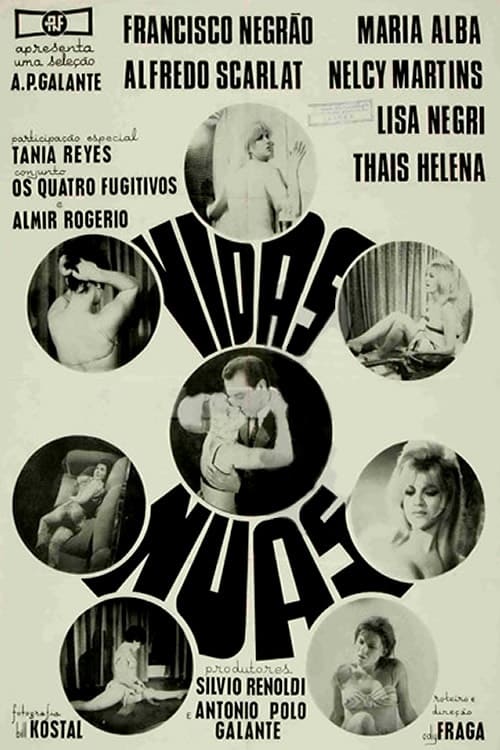 apresenta
uma seleção
A.P.GALANTE
FRANCISCO NEGRÃO
MARIA ALBA
ALFREDO SCARLAT
NELCY MARTINS
LISA NEGRI
THAIS HELENA
participação especial
TANIA REYES
conjunto
OS QUATRO FUGITIVOS
e
ALMIR ROGERIO
VIDAS
NUAS
produtores
SILVIO RENOLDI
E ANTONIO POLO
GALANTE
fotografia
bill KOSTAL
roteiro e
direção
ody FRAGA